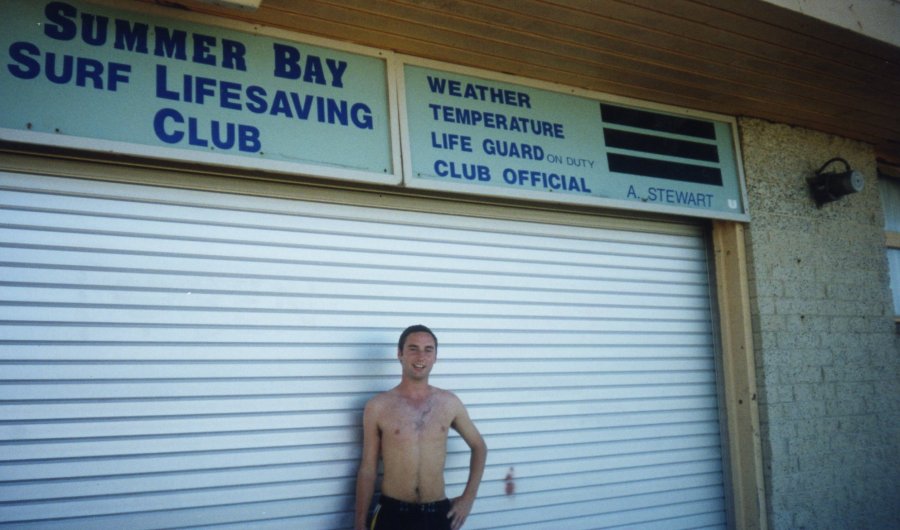 SUMMER BAY
SURF LIFESAVING
CLUB
WEATHER
TEMPERATURE
LIFE GUARD ON DUTY
CLUB OFFICIAL
A. STEWART